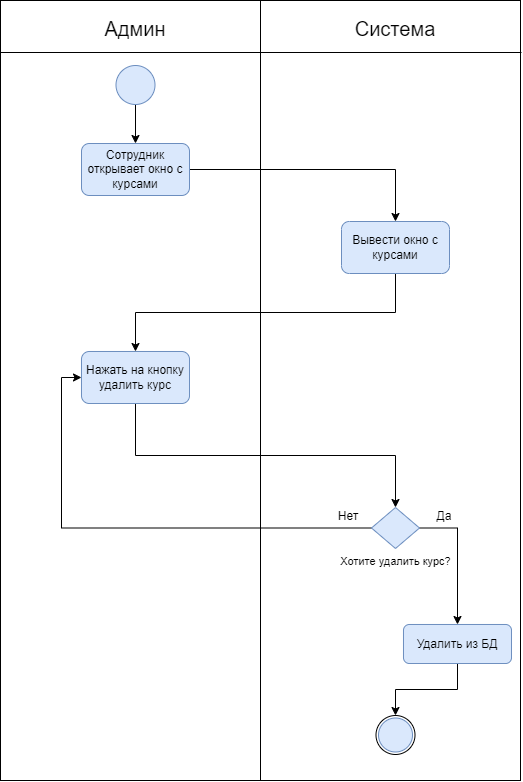 Админ
Система
Сотрудник
открывает окно с
курсами
Вывести окно с
курсами
Нажать на кнопку
удалить курс
Нет
Да
Хотите удалить курс?
Удалить из БД